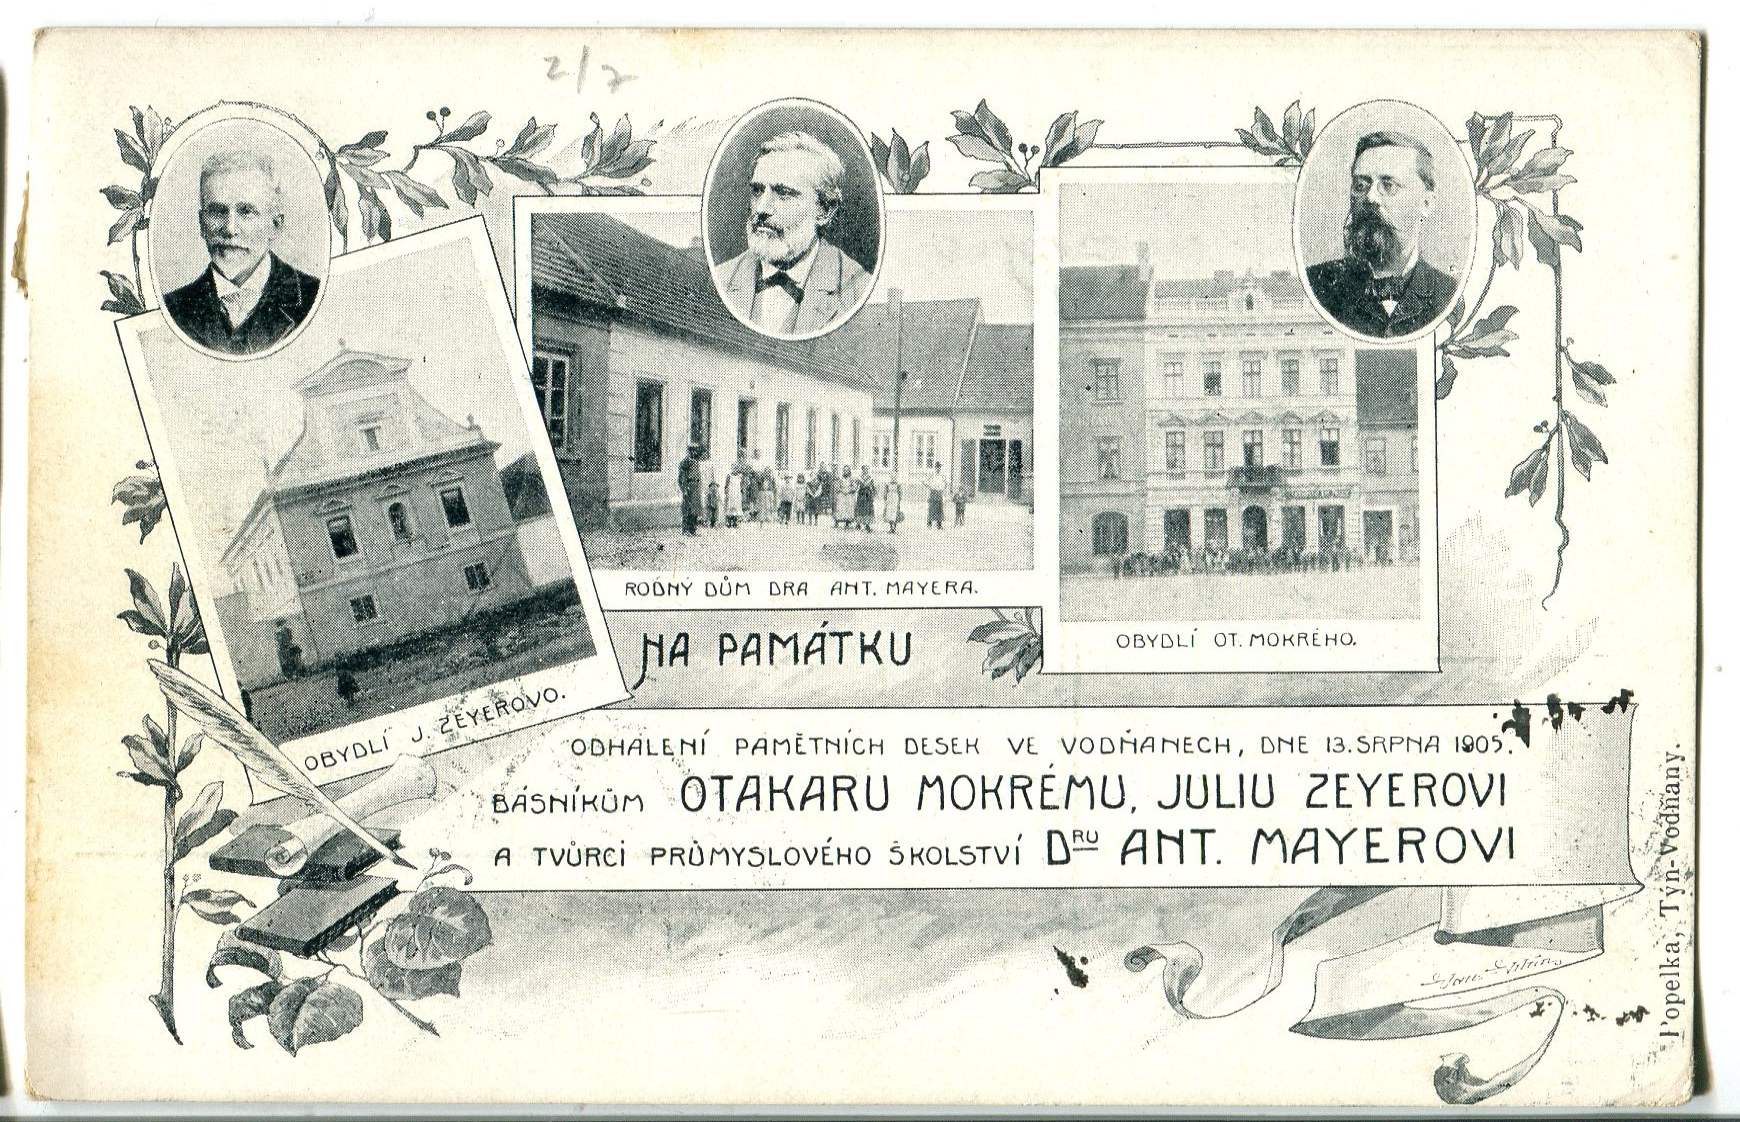 2/7
RODNÝ DŮM DRA ANT. MAYERA.
OBYDLÍ OT. MOKRÉHO.
OBYDLÍ J. ZEYEROVO.
NA PAMÁTKU
ODHALENÍ PAMĚTNÍCH DESEK VE VODŇANECH, DNE 13. SRPNA 1905.
BÁSNÍKŮM OTAKARU MOKRÉMU, JULIU ZEYEROVI
A TVŮRCI PRŮMYSLOVÉHO ŠKOLSTVÍ DRU ANT. MAYEROVI
Popelka, Týn-Vodňany.